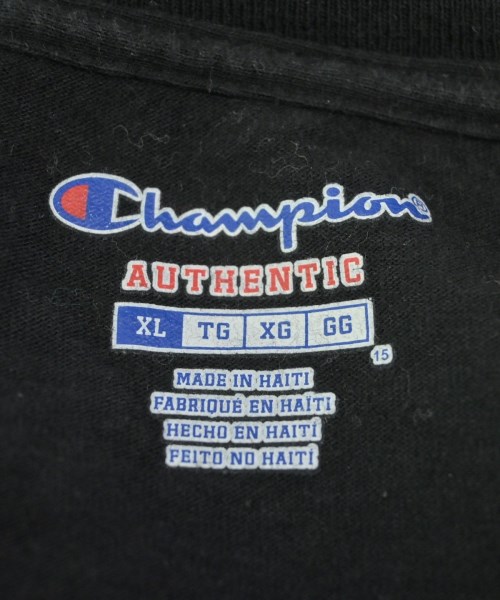 Champion®
AUTHENTIC
XL TG XG GG
15
MADE IN HAITI
FABRIQUÉ EN HAÏTI
HECHO EN HAITÍ
FEITO NO HAITÍ